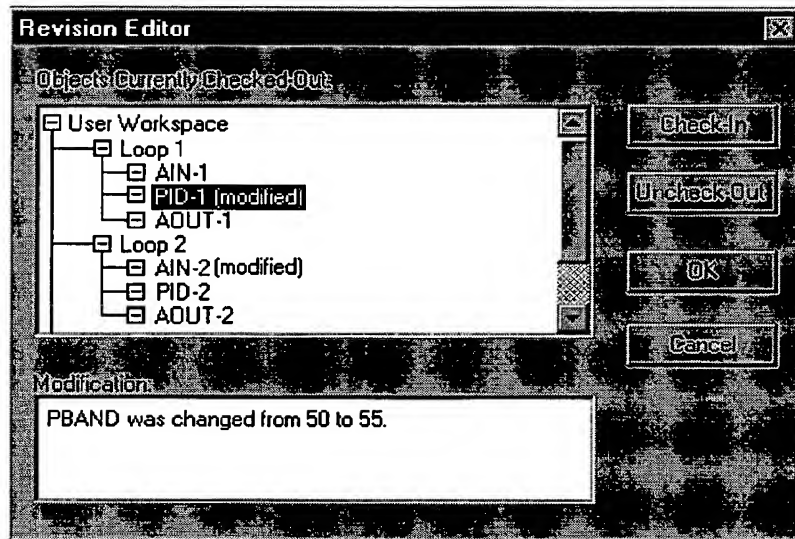 Revision Editor
Objects Currently Checked-Out:
User Workspace
Loop 1
AIN-1
PID-1 (modified)
AOUT-1
Loop 2
AIN-2(modified)
PID-2
AOUT-2
Check-In
Uncheck-Out
OK
Cancel
Modification:
PBAND was changed from 50 to 55.